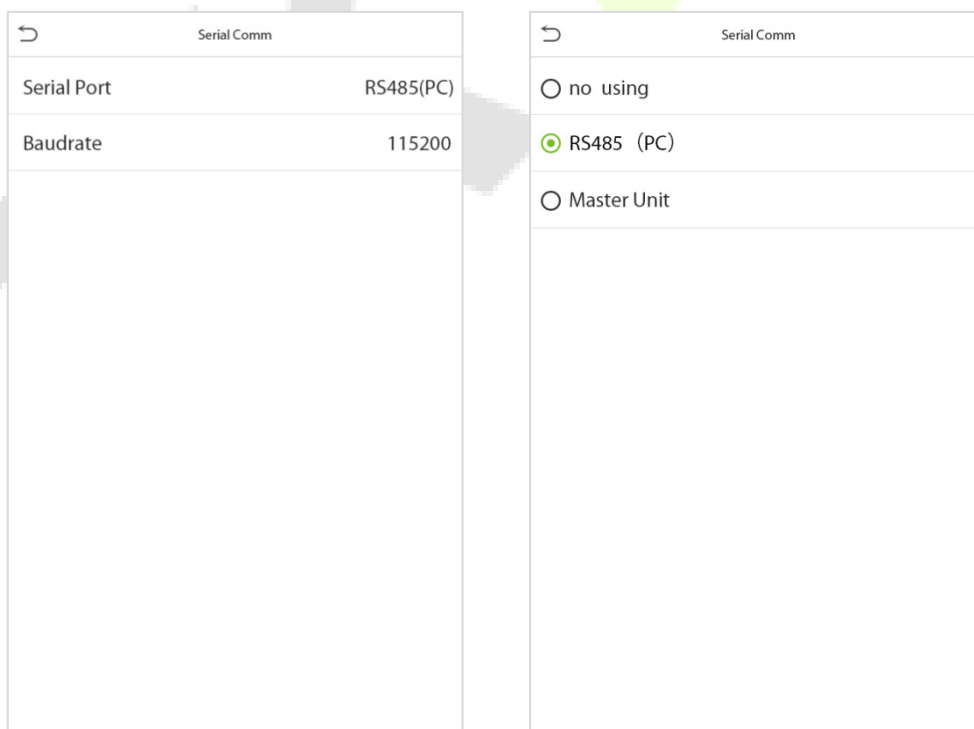 Serial Comm
Serial Port RS485(PC)
Baudrate 115200
Serial Comm
no using
RS485 （PC）
Master Unit